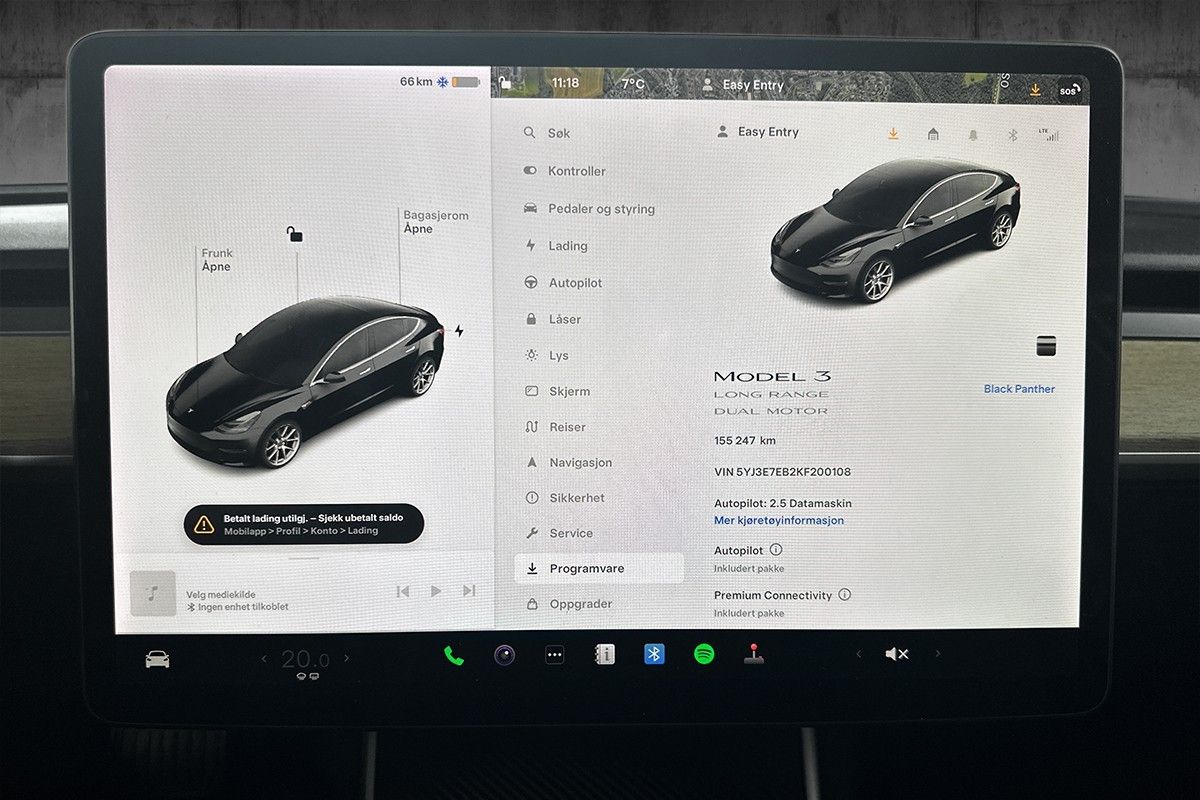 66 km
11:18
7°C
Easy Entry
SOS
Frunk
Åpne
Bagasjerom
Åpne
Betalt lading utilgj. – Sjekk ubetalt saldo
Mobilapp > Profil > Konto > Lading
Velg mediekilde
Ingen enhet tilkoblet
Søk
Kontroller
Pedaler og styring
Lading
Autopilot
Låser
Lys
Skjerm
Reiser
Navigasjon
Sikkerhet
Service
Programvare
Oppgrader
Easy Entry
LTE
MODEL 3
LONG RANGE
DUAL MOTOR
Black Panther
155 247 km
VIN 5YJ3E7EB2KF200108
Autopilot: 2.5 Datamaskin
Mer kjøretøyinformasjon
Autopilot
Inkludert pakke
Premium Connectivity
Inkludert pakke
20.0